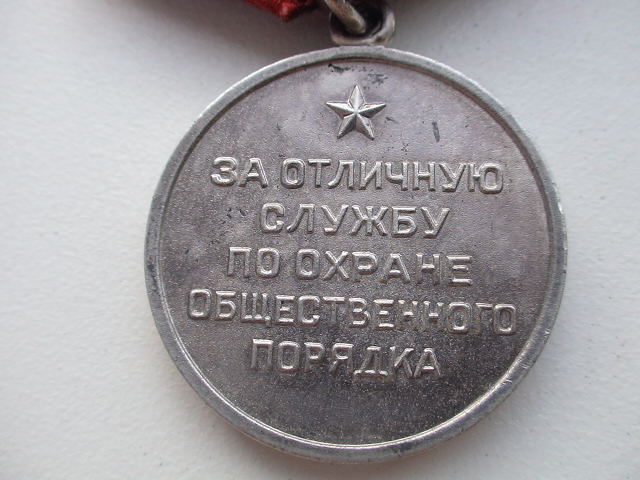 ЗА ОТЛИЧНУЮ
СЛУЖБУ
ПО ОХРАНЕ
ОБЩЕСТВЕННОГО
ПОРЯДКА